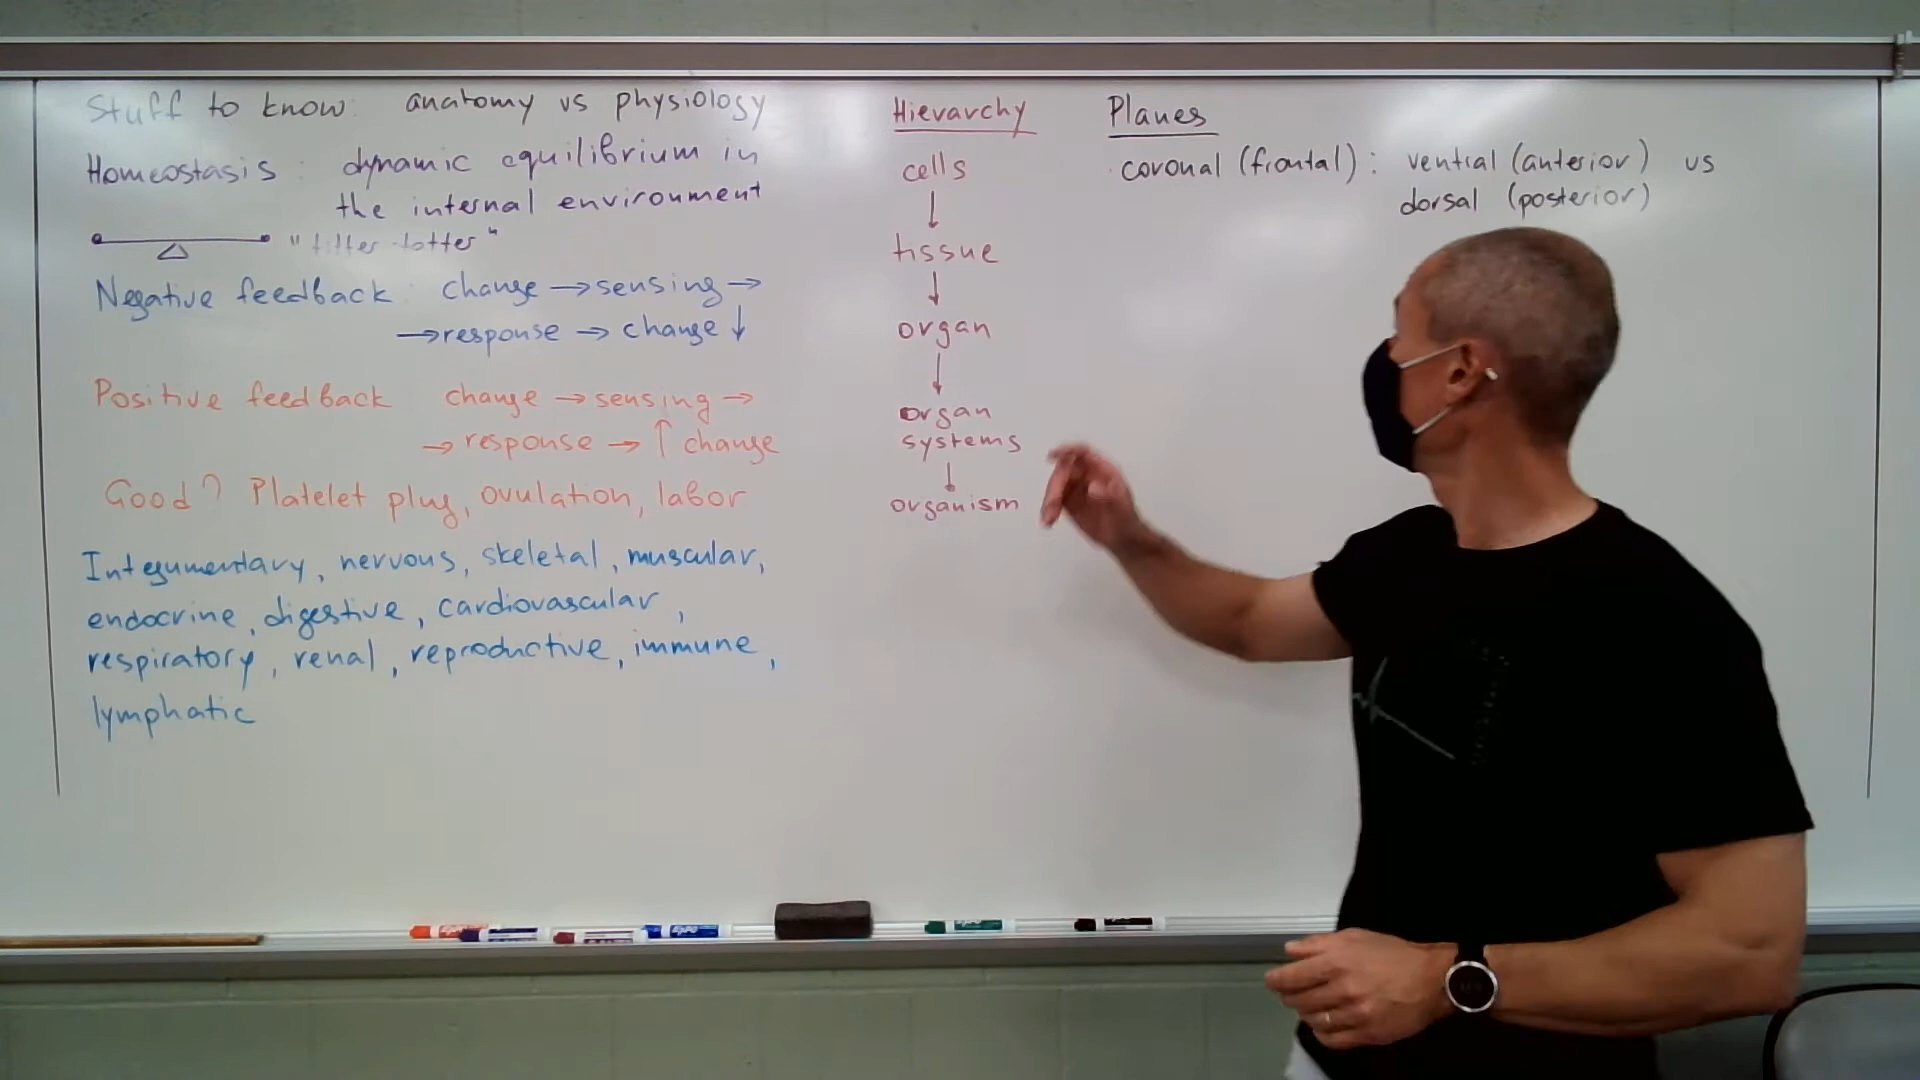 Stuff to know: anatomy vs physiology
Homeostasis : dynamic equilibrium in
the internal environment
"titter-totter"
Negative feedback : change → sensing →
→ response → change ↓
Positive feedback change → sensing →
→ response → ↑ change
Good? Platelet plug, ovulation, labor
Integumentary, nervous, skeletal, muscular,
endocrine, digestive, cardiovascular,
respiratory, renal, reproductive, immune,
lymphatic
Hierarchy
cells
↓
tissue
↓
organ
↓
organ
systems
↓
organism
Planes
coronal (frontal): ventral (anterior) vs
dorsal (posterior)
EXPO